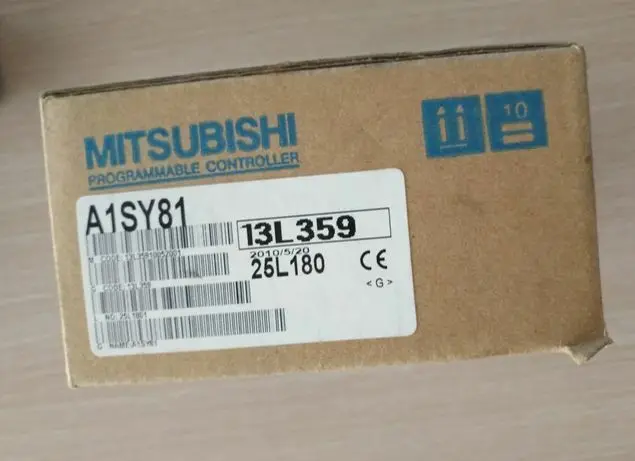 MITSUBISHI
PROGRAMMABLE CONTROLLER
10
A1SY81
13L359
2010/5/20
25L180
CE
<G>